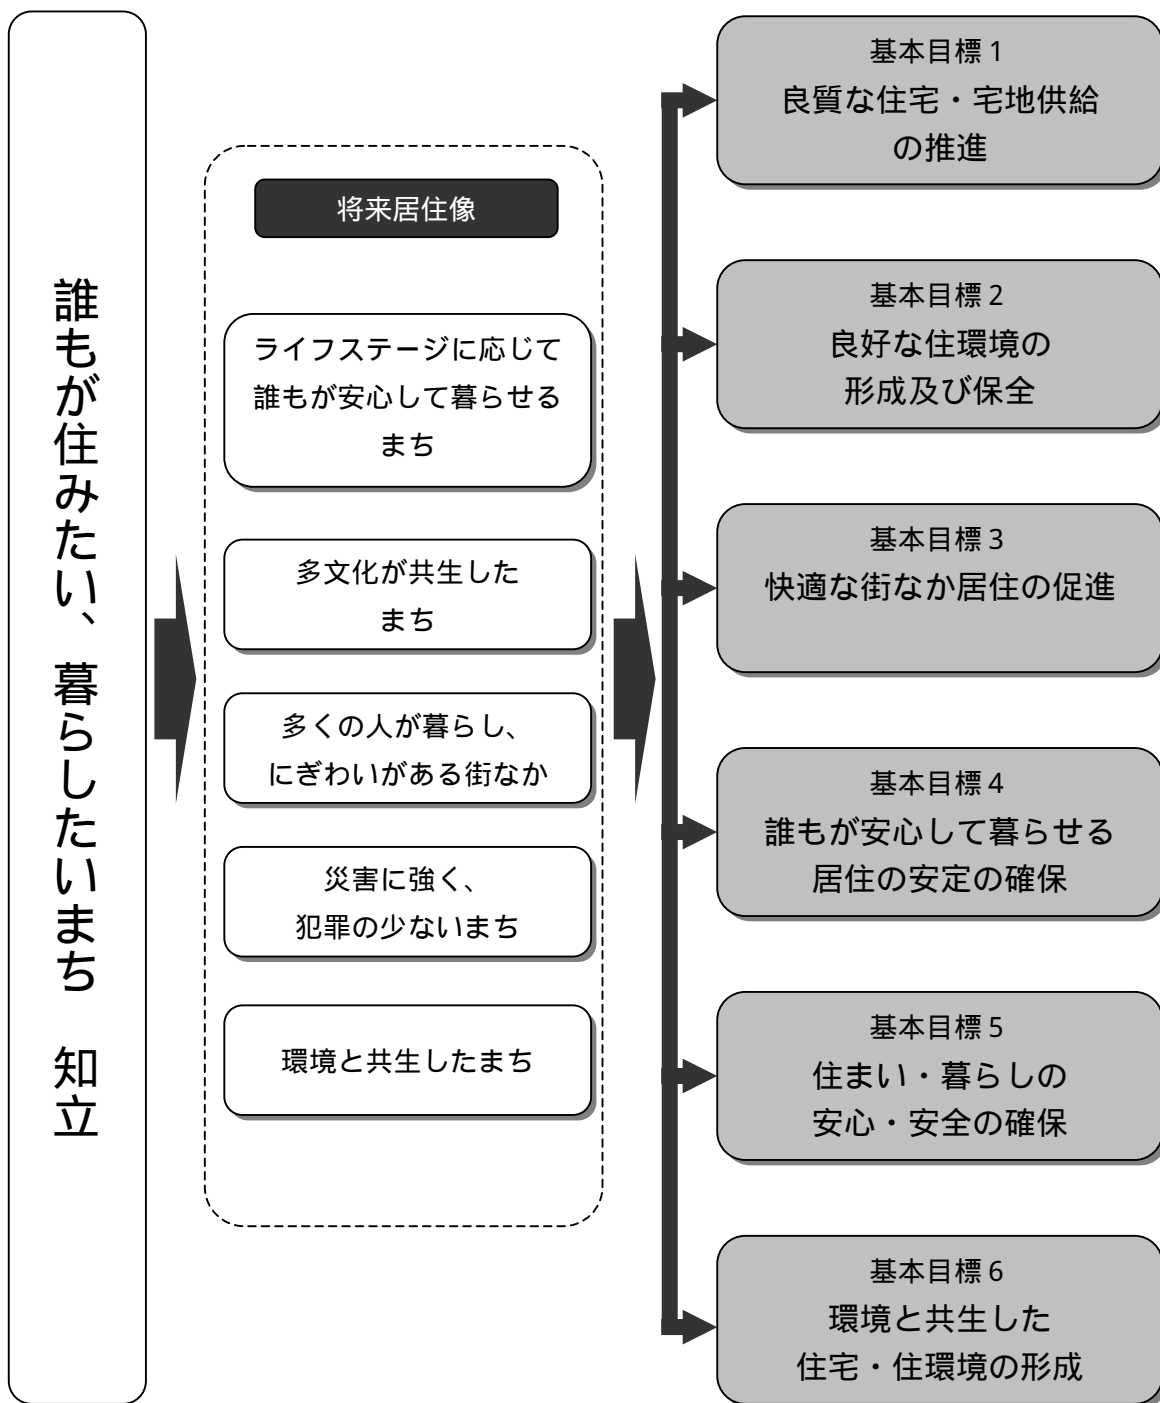 誰もが住みたい、暮らしたいまち　知立
将来居住像
ライフステージに応じて
誰もが安心して暮らせる
まち
多文化が共生した
まち
多くの人が暮らし、
にぎわいがある街なか
災害に強く、
犯罪の少ないまち
環境と共生したまち
基本目標１
良質な住宅・宅地供給
の推進
基本目標２
良好な住環境の
形成及び保全
基本目標３
快適な街なか居住の促進
基本目標４
誰もが安心して暮らせる
居住の安定の確保
基本目標５
住まい・暮らしの
安心・安全の確保
基本目標６
環境と共生した
住宅・住環境の形成